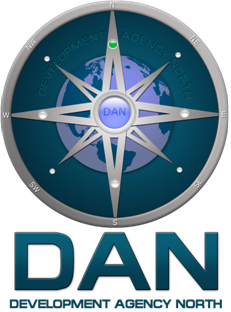 N
NW
NE
DEVELOPMENT AGENCY NORTH
W
DAN
E
SW
SE
S
DAN
DEVELOPMENT AGENCY NORTH